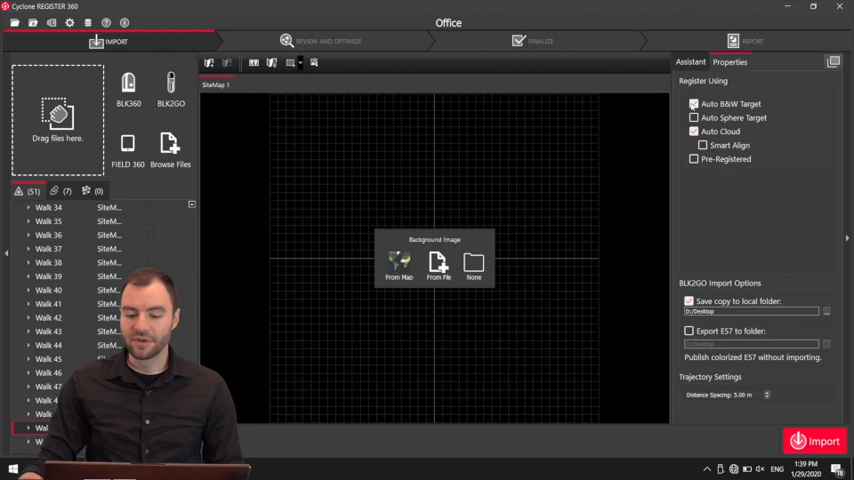 Cyclone REGISTER 360
Office
IMPORT
REVIEW AND OPTIMIZE
FINALIZE
REPORT
Drag files here.
BLK360
BLK2GO
FIELD 360
Browse Files
(51)
(7)
(0)
Walk 34 SiteM...
Walk 35 SiteM...
Walk 36 SiteM...
Walk 37 SiteM...
Walk 38 SiteM...
Walk 39 SiteM...
Walk 40 SiteM...
Walk 41 SiteM...
Walk 42 SiteM...
Walk 43 SiteM...
Walk 44
Walk 45
Walk 46
Walk 47
SiteMap 1
Background Image
From Map
From File
None
Assistant
Properties
Register Using
Auto B&W Target
Auto Sphere Target
Auto Cloud
Smart Align
Pre-Registered
BLK2GO Import Options
Save copy to local folder:
D:/Desktop
...
Export E57 to folder:
D:/Desktop
Publish colorized E57 without importing.
Trajectory Settings
Distance Spacing: 5.00 m
Import
ENG
1:39 PM
1/29/2020
18